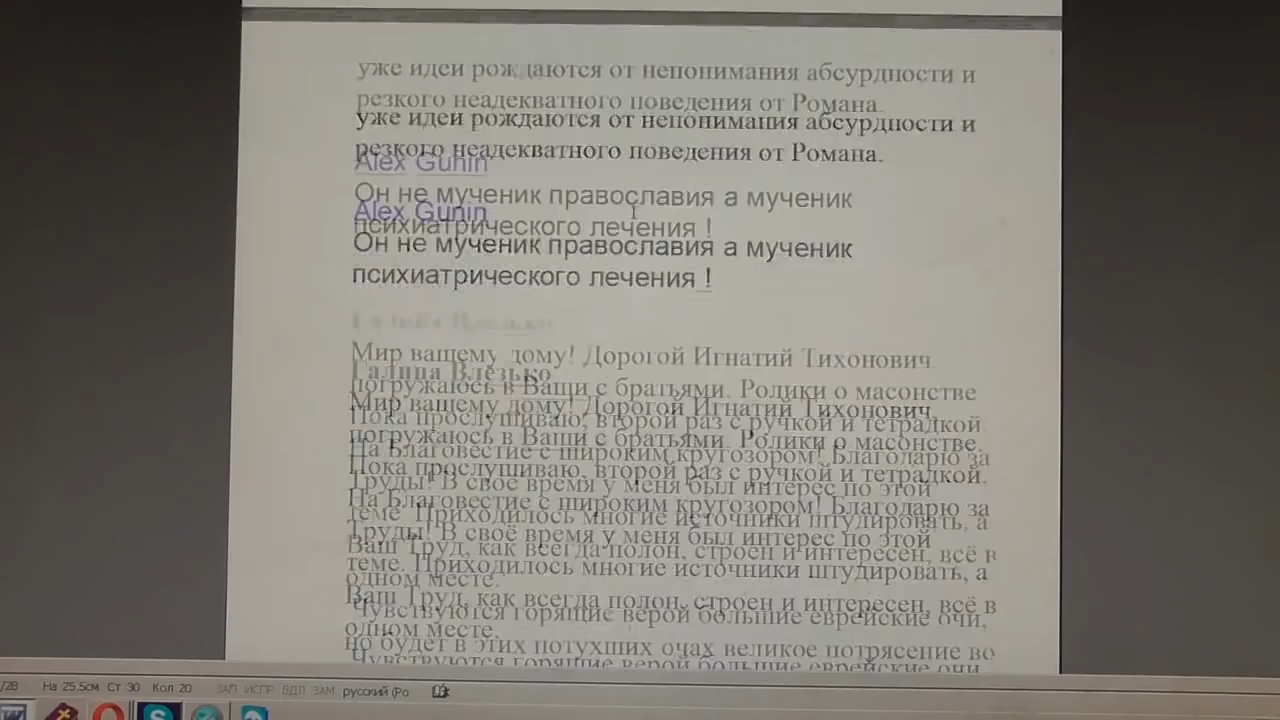 уже идеи рождаются от непонимания абсурдности и
резкого неадекватного поведения от Романа.
Alex Gunin
Он не мученик православия а мученик
психиатрического лечения !
Галина Влезько
Мир вашему дому! Дорогой Игнатий Тихонович.
погружаюсь в Ваши с братьями. Ролики о масонстве.
Пока прослушиваю, второй раз с ручкой и тетрадкой.
На Благовестие с широким кругозором! Благодарю за
Труды! В своё время у меня был интерес по этой
теме. Приходилось многие источники штудировать, а
Ваш Труд, как всегда полон, строен и интересен, всё в
одном месте.
Чувствуются горящие верой большие еврейские очи,
но будет в этих потухших очах великое потрясение во
/28 На 25,5см Ст 30 Кол 20 ЗАП ИСПР ВДЛ ЗАМ русский (Ро